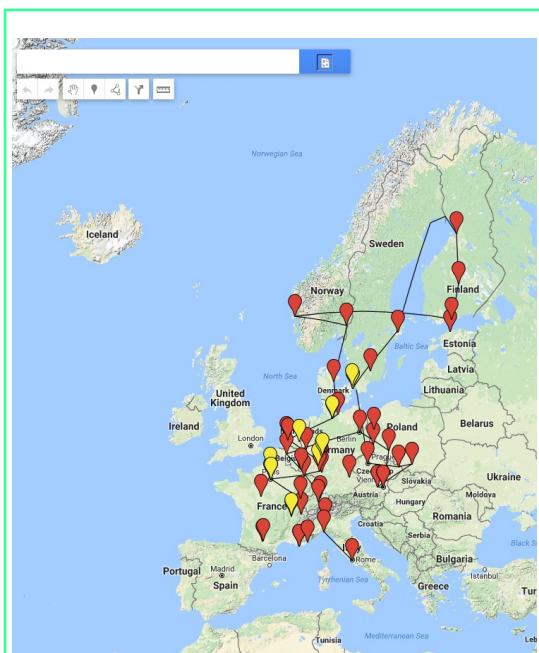 Norwegian Sea
Iceland
Sweden
Norway
Finland
Estonia
Baltic Sea
Latvia
North Sea
Denmark
Lithuania
United
Kingdom
Ireland
London
Berlin
Poland
Belarus
Prague
Ukraine
Slovakia
Vienna
Austria
Hungary
Moldova
France
Romania
Croatia
Serbia
Bulgaria
Barcelona
Rome
Istanbul
Portugal
Madrid
Spain
Tyrrhenian Sea
Greece
Tunisia
Mediterranean Sea